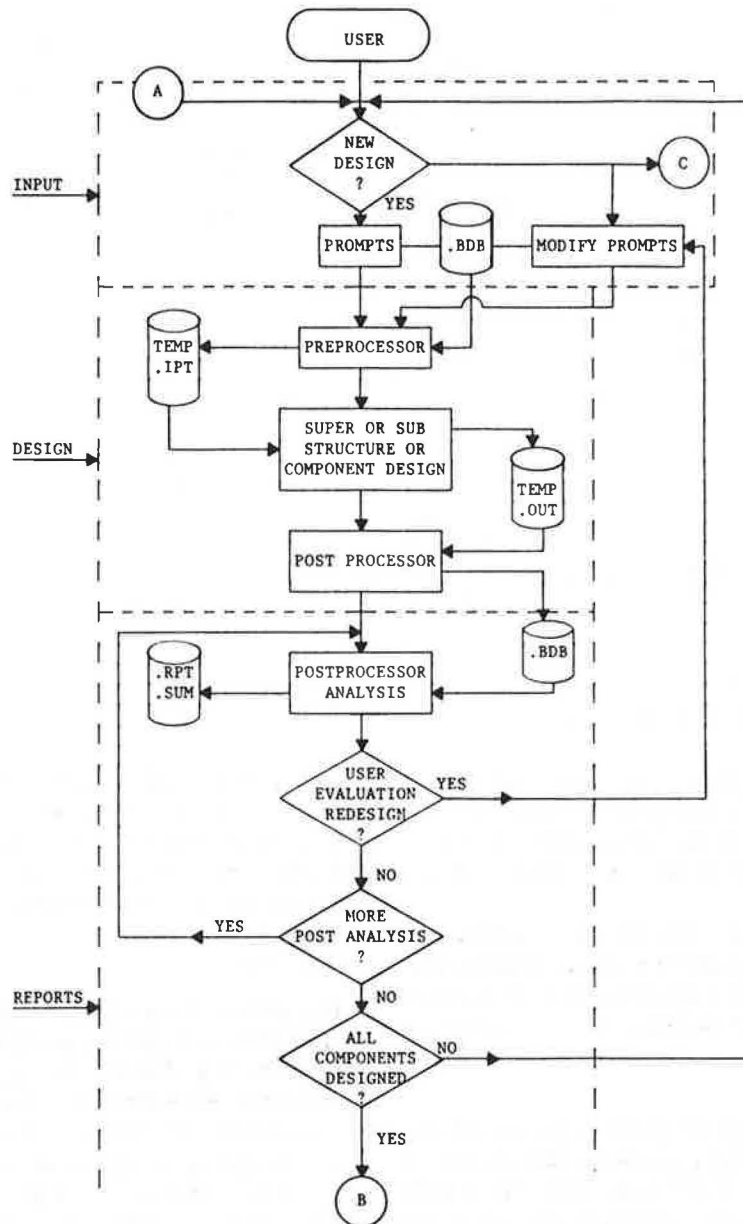 USER
A
NEW
DESIGN
?
C
INPUT
YES
PROMPTS
.BDB
MODIFY PROMPTS
TEMP
.IPT
PREPROCESSOR
SUPER OR SUB
STRUCTURE OR
COMPONENT DESIGN
DESIGN
TEMP
.OUT
POST PROCESSOR
.BDB
.RPT
.SUM
POSTPROCESSOR
ANALYSIS
USER
EVALUATION
REDESIGM
?
YES
NO
MORE
POST ANALYSIS
?
YES
NO
REPORTS
ALL
COMPONENTS
DESIGNED
?
NO
YES
B